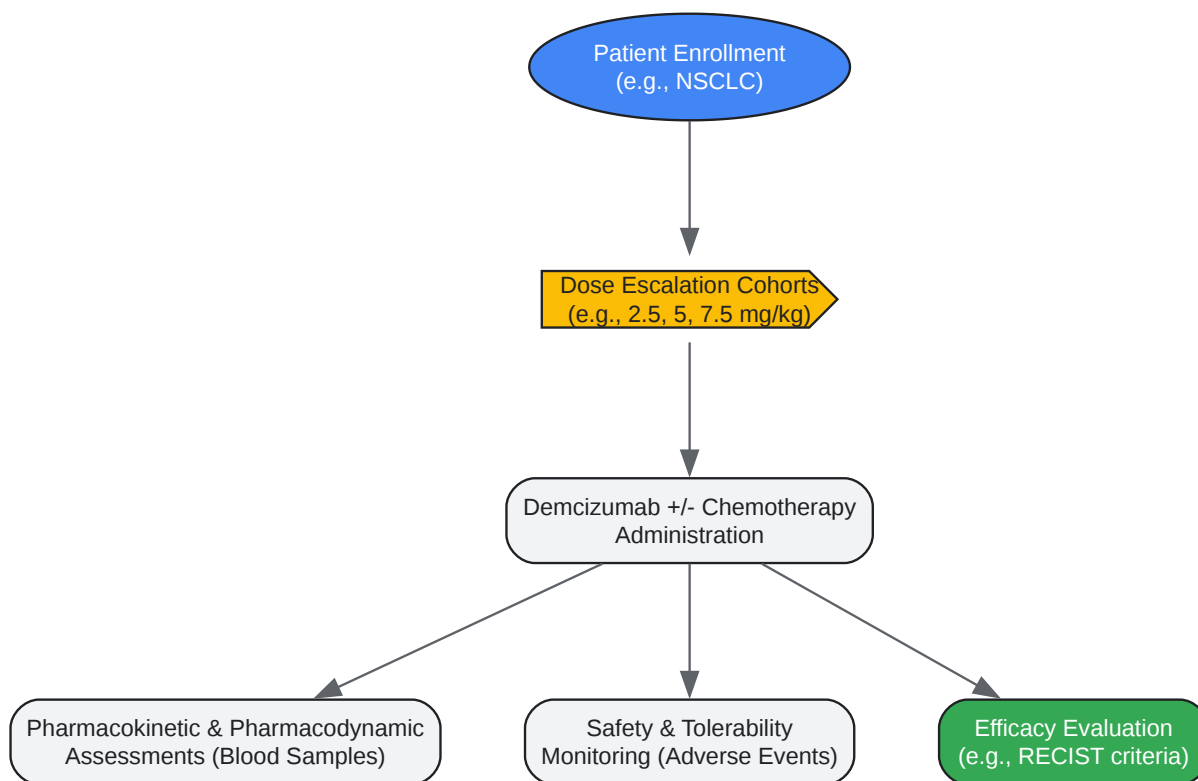 Patient Enrollment
(e.g., NSCLC)
Dose Escalation Cohorts
(e.g., 2.5, 5, 7.5 mg/kg)
Demcizumab +/- Chemotherapy
Administration
Pharmacokinetic & Pharmacodynamic
Assessments (Blood Samples)
Safety & Tolerability
Monitoring (Adverse Events)
Efficacy Evaluation
(e.g., RECIST criteria)